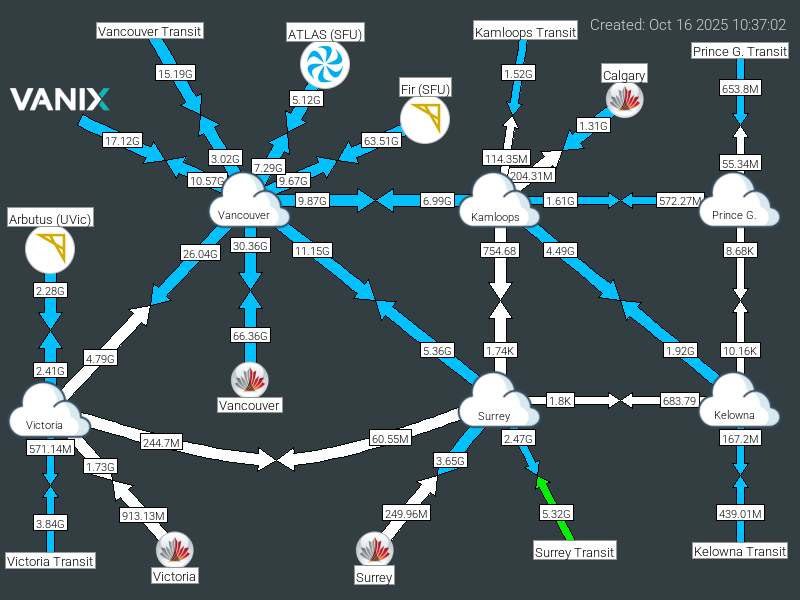 Created: Oct 16 2025 10:37:02
Vancouver Transit
ATLAS (SFU)
Kamloops Transit
Prince G. Transit
15.19G
5.12G
1.52G
Calgary
653.8M
Fir (SFU)
VANIX
17.12G
63.51G
1.31G
3.02G
7.29G
114.35M
55.34M
10.57G
9.67G
204.31M
9.87G
6.99G
1.61G
572.27M
Vancouver
Kamloops
Prince G.
Arbutus (UVic)
26.04G
30.36G
11.15G
754.68
4.49G
8.68K
2.28G
66.36G
2.41G
4.79G
5.36G
1.74K
1.92G
10.16K
Vancouver
1.8K
683.79
Victoria
Surrey
Kelowna
571.14M
244.7M
60.55M
2.47G
167.2M
1.73G
3.65G
3.84G
913.13M
249.96M
5.32G
439.01M
Victoria Transit
Victoria
Surrey
Surrey Transit
Kelowna Transit